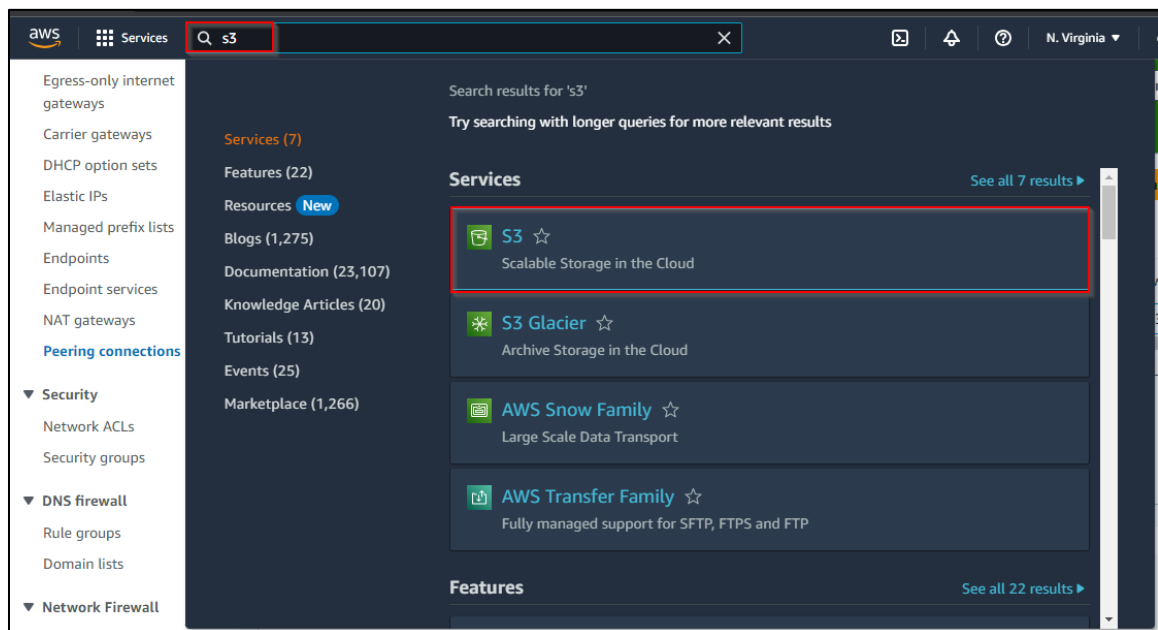 aws
Services
s3
N. Virginia
Egress-only internet
gateways
Carrier gateways
DHCP option sets
Elastic IPs
Managed prefix lists
Endpoints
Endpoint services
NAT gateways
Peering connections
Security
Network ACLs
Security groups
DNS firewall
Rule groups
Domain lists
Network Firewall
Services (7)
Features (22)
Resources New
Blogs (1,275)
Documentation (23,107)
Knowledge Articles (20)
Tutorials (13)
Events (25)
Marketplace (1,266)
Search results for 's3'
Try searching with longer queries for more relevant results
Services
See all 7 results
S3
Scalable Storage in the Cloud
S3 Glacier
Archive Storage in the Cloud
AWS Snow Family
Large Scale Data Transport
AWS Transfer Family
Fully managed support for SFTP, FTPS and FTP
Features
See all 22 results